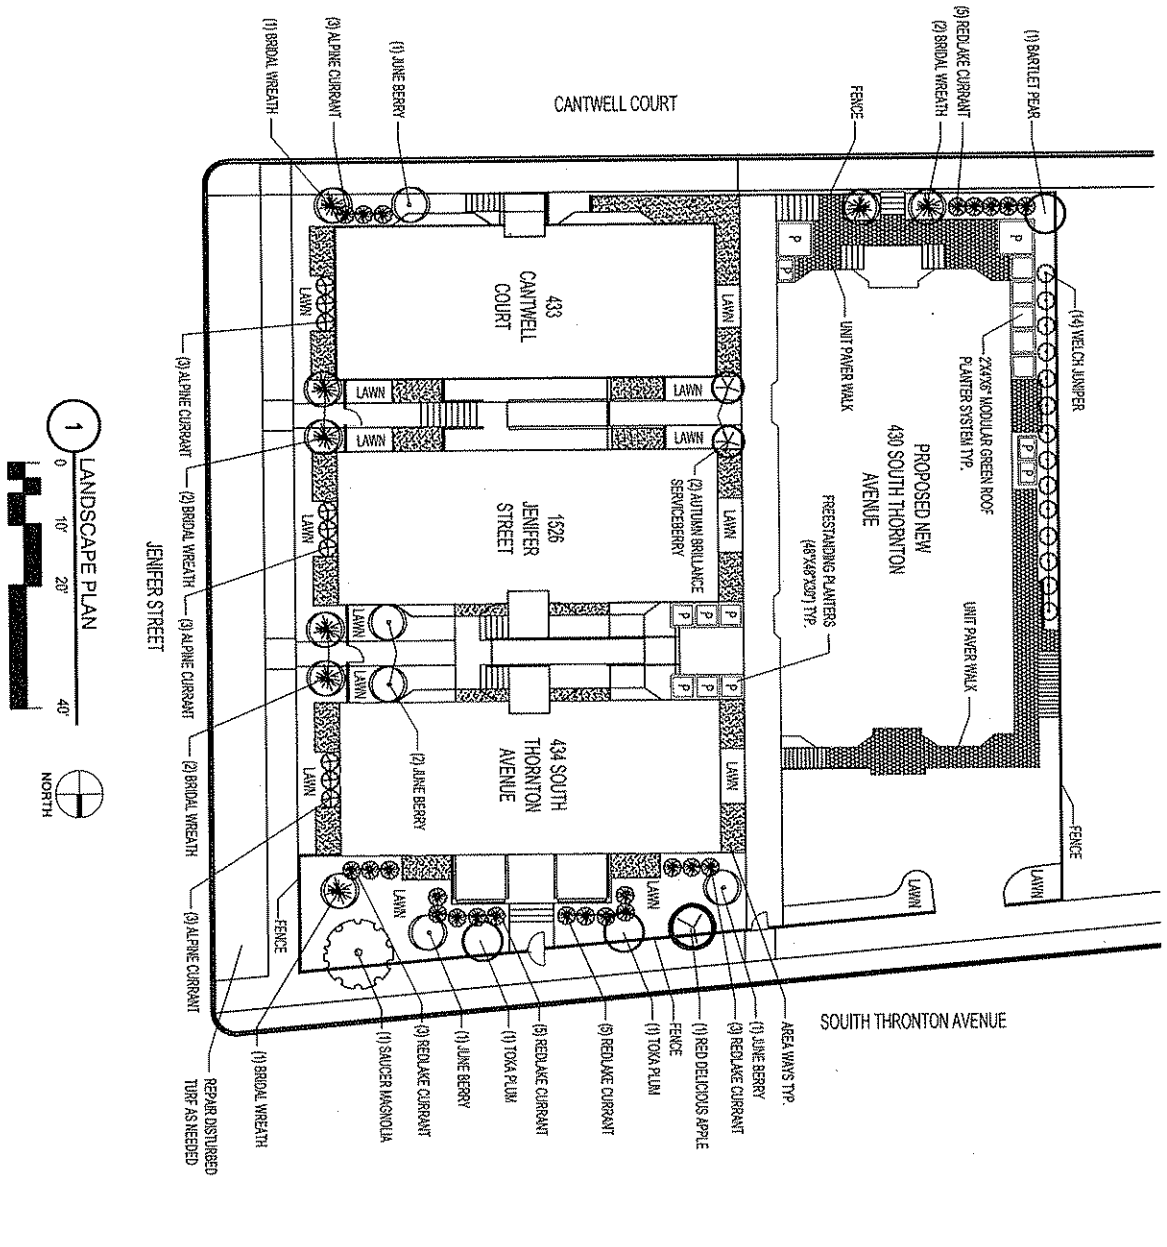 (1) BRIDAL WREATH
(3) ALPINE CURRANT
(1) JUNE BERRY
CANTWELL COURT
FENCE
(2) BRIDAL WREATH
(5) REDLAKE CURRANT
(1) BARTLET PEAR
P
P
P
LAWN
433
CANTWELL
COURT
LAWN
(14) WELCH JUNIPER
2'X4'X6" MODULAR GREEN ROOF
PLANTER SYSTEM TYP.
UNIT PAVER WALK
(3) ALPINE CURRANT
LAWN
LAWN
LAWN
LAWN
(2) BRIDAL WREATH
(2) AUTUMN BRILLANCE
SERVICEBERRY
P P
PROPOSED NEW
430 SOUTH THORNTON
AVENUE
LAWN
1526
JENIFER
STREET
LAWN
(3) ALPINE CURRANT
FREESTANDING PLANTERS
(48"X48"X30") TYP.
LAWN
LAWN
P P P
P P P
(2) BRIDAL WREATH
(2) JUNE BERRY
UNIT PAVER WALK
LAWN
434 SOUTH
THORNTON
AVENUE
LAWN
(3) ALPINE CURRANT
FENCE
LAWN
LAWN
LAWN
LAWN
FENCE
REPAIR DISTURBED
TURF AS NEEDED
(1) BRIDAL WREATH
(1) SAUCER MAGNOLIA
(3) REDLAKE CURRANT
(1) JUNE BERRY
(1) TOKA PLUM
(5) REDLAKE CURRANT
(5) REDLAKE CURRANT
(1) TOKA PLUM
FENCE
(1) RED DELICIOUS APPLE
(3) REDLAKE CURRANT
(1) JUNE BERRY
AREA WAYS TYP.
SOUITH THRONTON AVENUE
JENIFER STREET
1
LANDSCAPE PLAN
0 10' 20' 40'
NORTH